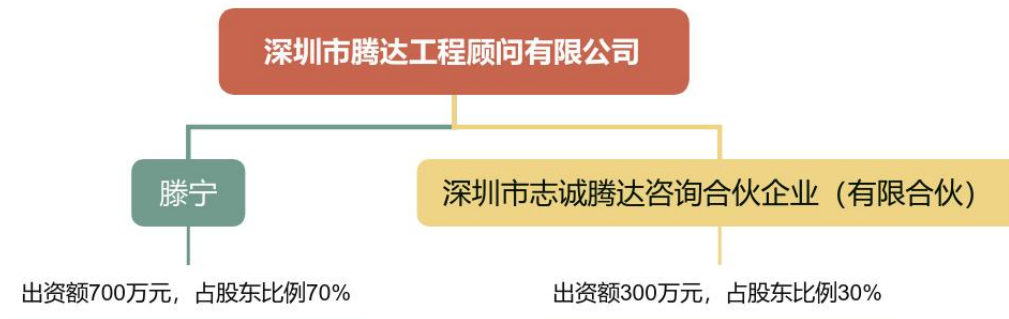 深圳市腾达工程顾问有限公司
滕宁
深圳市志诚腾达咨询合伙企业（有限合伙）
出资额700万元，占股东比例70%
出资额300万元，占股东比例30%